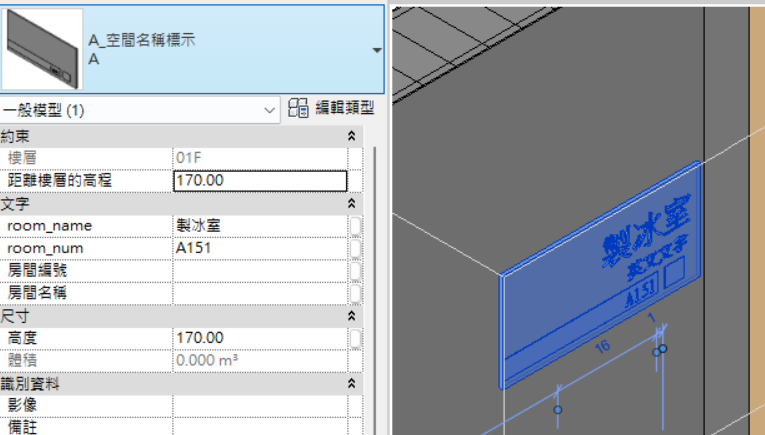 A_空間名稱標示
A
一般模型 (1)
編輯類型
約束
樓層 01F
距離樓層的高程 170.00
文字
room_name 製冰室
room_num A151
房間編號
房間名稱
尺寸
高度 170.00
體積 0.000 m³
識別資料
影像
備註
製冰室
英文文字
A151
1
16